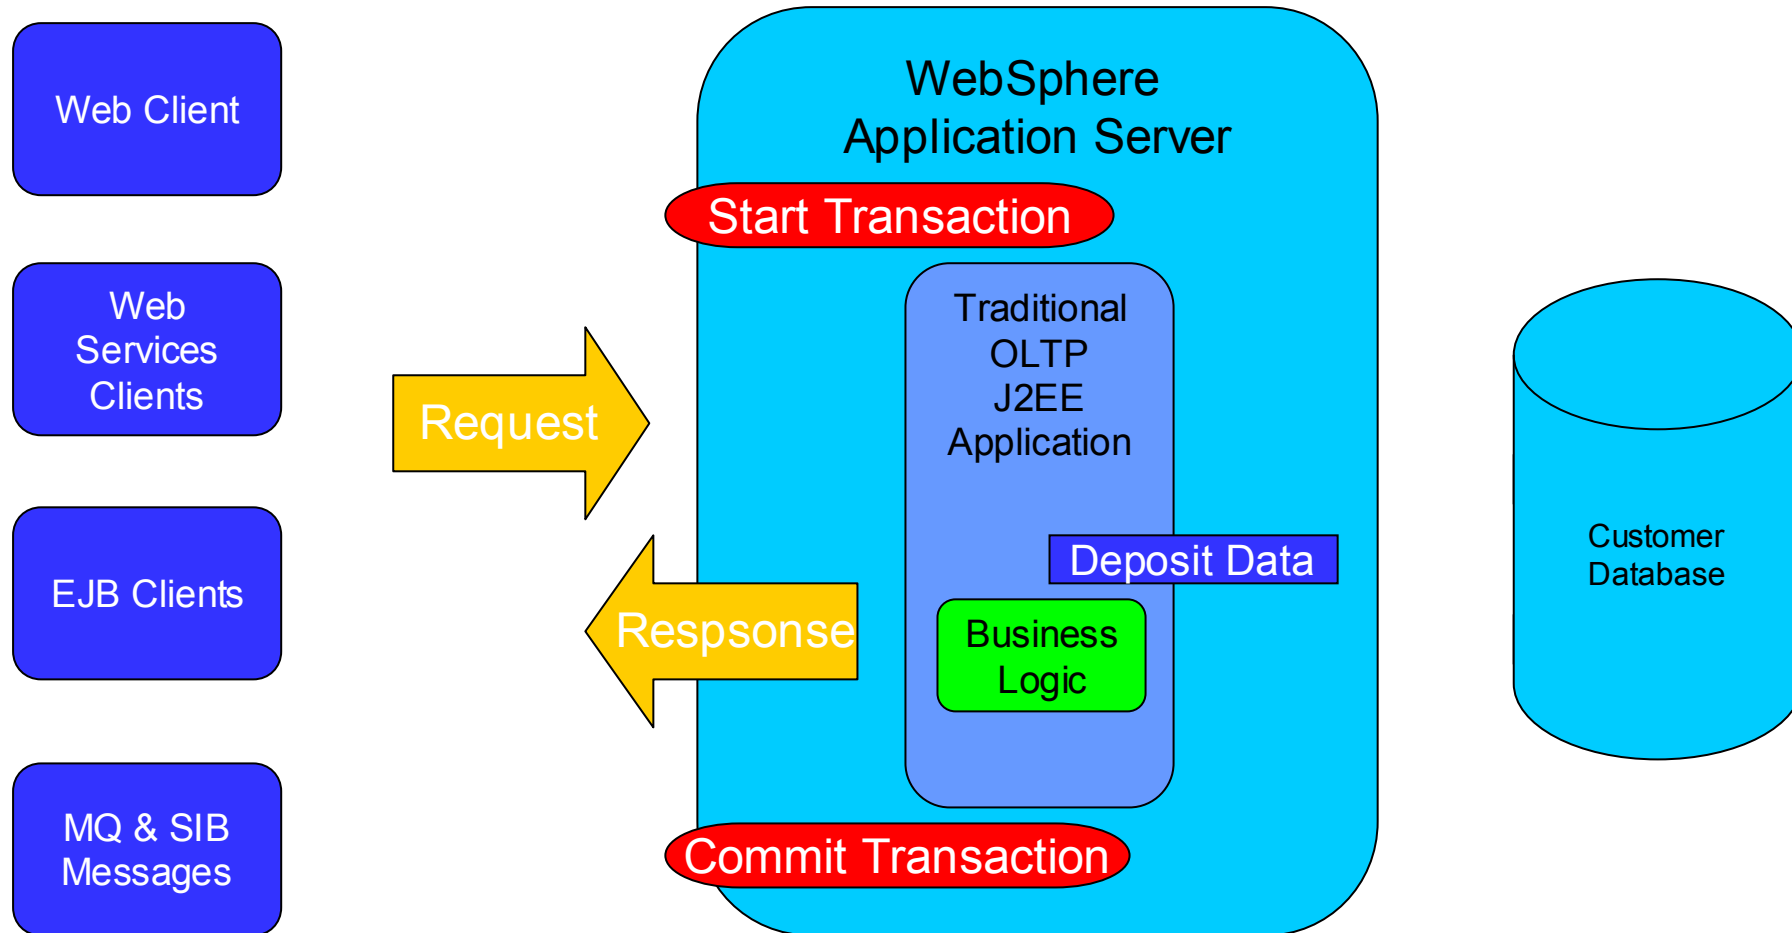 Web Client
Web
Services
Clients
EJB Clients
MQ & SIB
Messages
Request
Respsonse
WebSphere
Application Server
Start Transaction
Traditional
OLTP
J2EE
Application
Deposit Data
Business
Logic
Commit Transaction
Customer
Database